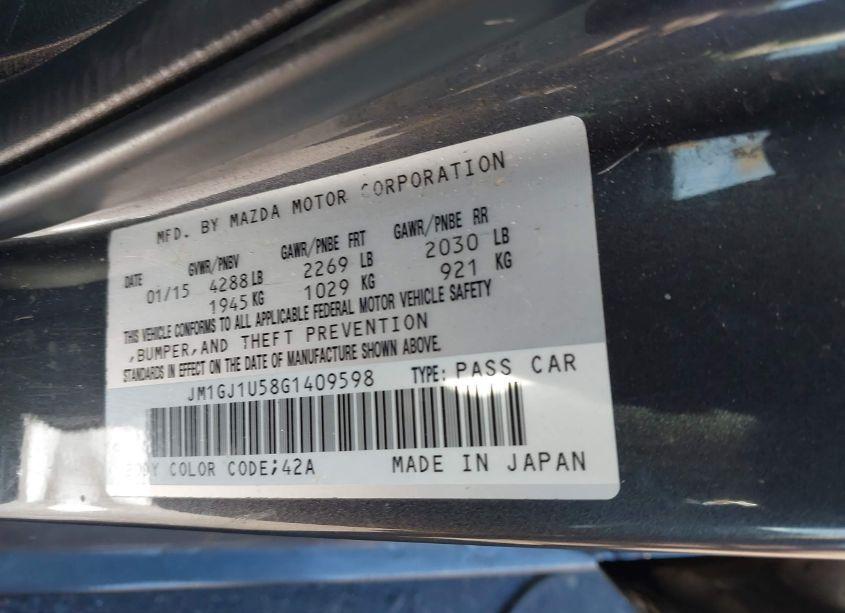 MFD. BY MAZDA MOTOR CORPORATION
DATE GVWR/PNBV GAWR/PNBE FRT GAWR/PNBE RR
01/15 4288 LB 2269 LB 2030 LB
1945 KG 1029 KG 921 KG
THIS VEHICLE CONFORMS TO ALL APPLICABLE FEDERAL MOTOR VEHICLE SAFETY
,BUMPER,AND THEFT PREVENTION
STANDARDS IN EFFECT ON THE DATE OF MANUFACTURE SHOWN ABOVE.
JM1GJ1U58G1409598 TYPE: PASS CAR
BODY COLOR CODE;42A MADE IN JAPAN